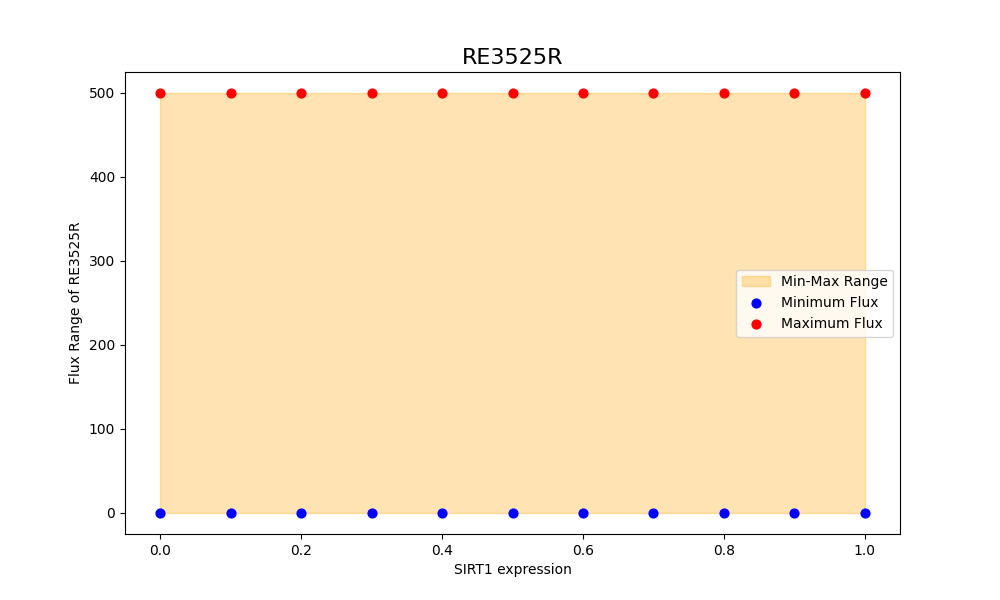 RE3525R
Flux Range of RE3525R
500
400
300
200
100
0
Min-Max Range
Minimum Flux
Maximum Flux
0.0 0.2 0.4 0.6 0.8 1.0
SIRT1 expression